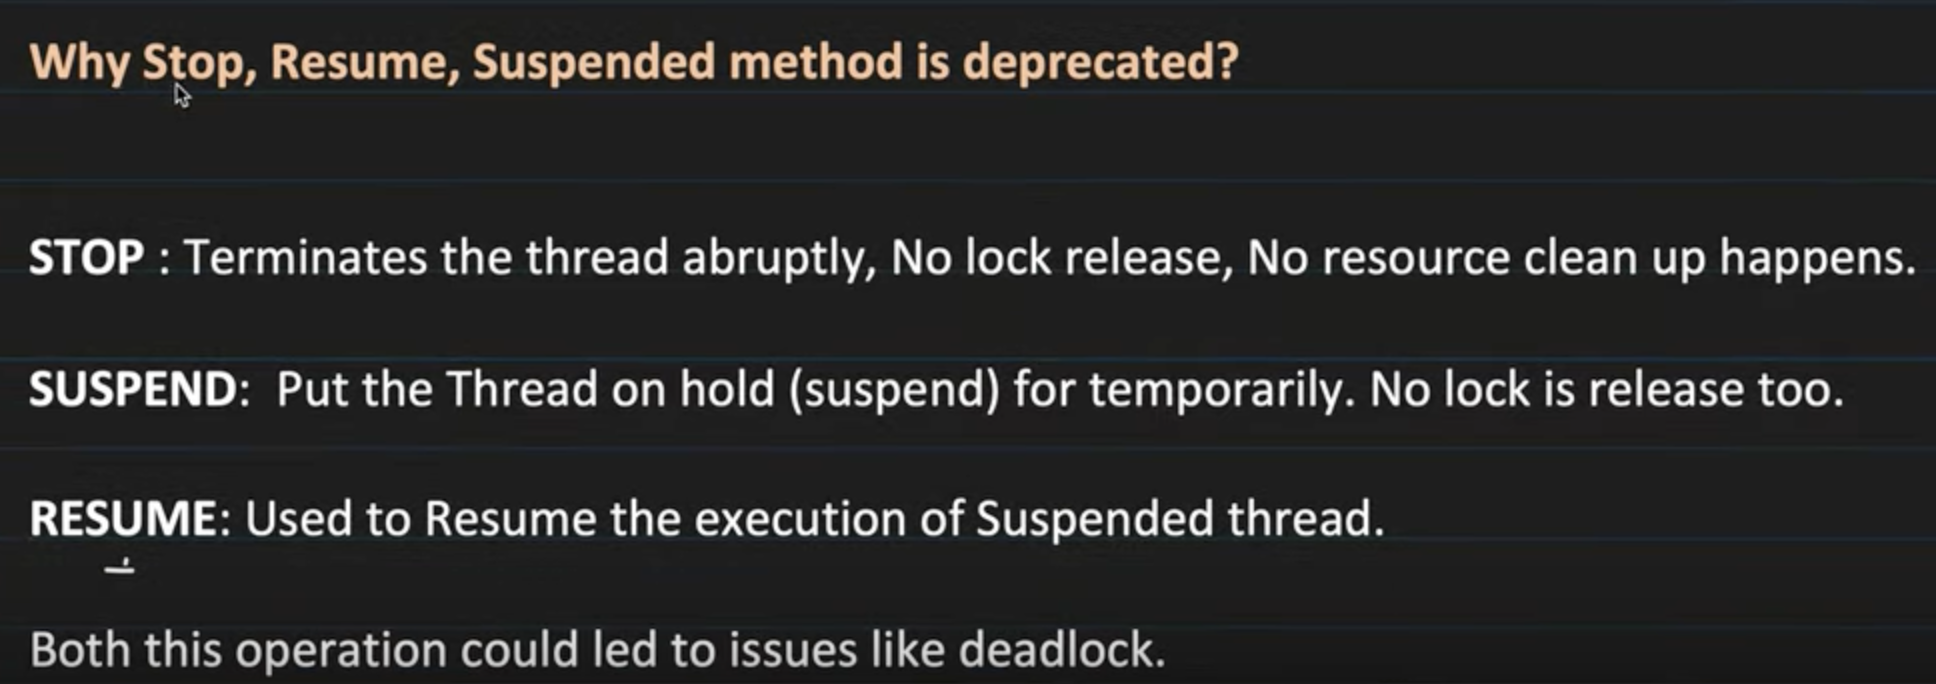 Why Stop, Resume, Suspended method is deprecated?
STOP : Terminates the thread abruptly, No lock release, No resource clean up happens.
SUSPEND: Put the Thread on hold (suspend) for temporarily. No lock is release too.
RESUME: Used to Resume the execution of Suspended thread.
Both this operation could led to issues like deadlock.